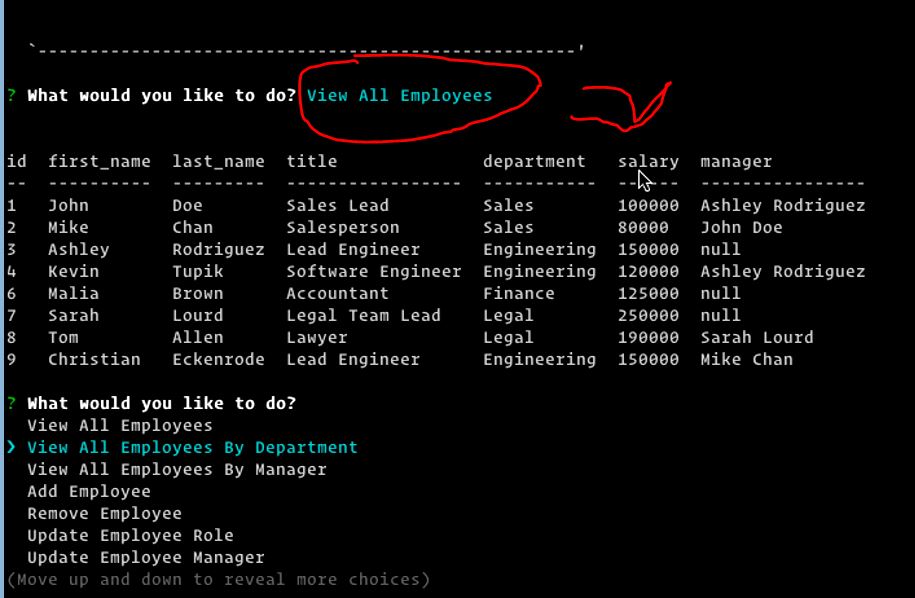 `----------------------------------------------------'
? What would you like to do? View All Employees
id  first_name  last_name  title              department   salary  manager
--  ----------  ---------  -----------------  -----------  ------  ----------------
1   John        Doe        Sales Lead         Sales        100000  Ashley Rodriguez
2   Mike        Chan       Salesperson        Sales        80000   John Doe
3   Ashley      Rodriguez  Lead Engineer      Engineering  150000  null
4   Kevin       Tupik      Software Engineer  Engineering  120000  Ashley Rodriguez
6   Malia       Brown      Accountant         Finance      125000  null
7   Sarah       Lourd      Legal Team Lead    Legal        250000  null
8   Tom         Allen      Lawyer             Legal        190000  Sarah Lourd
9   Christian   Eckenrode  Lead Engineer      Engineering  150000  Mike Chan
? What would you like to do?
View All Employees
❯ View All Employees By Department
View All Employees By Manager
Add Employee
Remove Employee
Update Employee Role
Update Employee Manager
(Move up and down to reveal more choices)